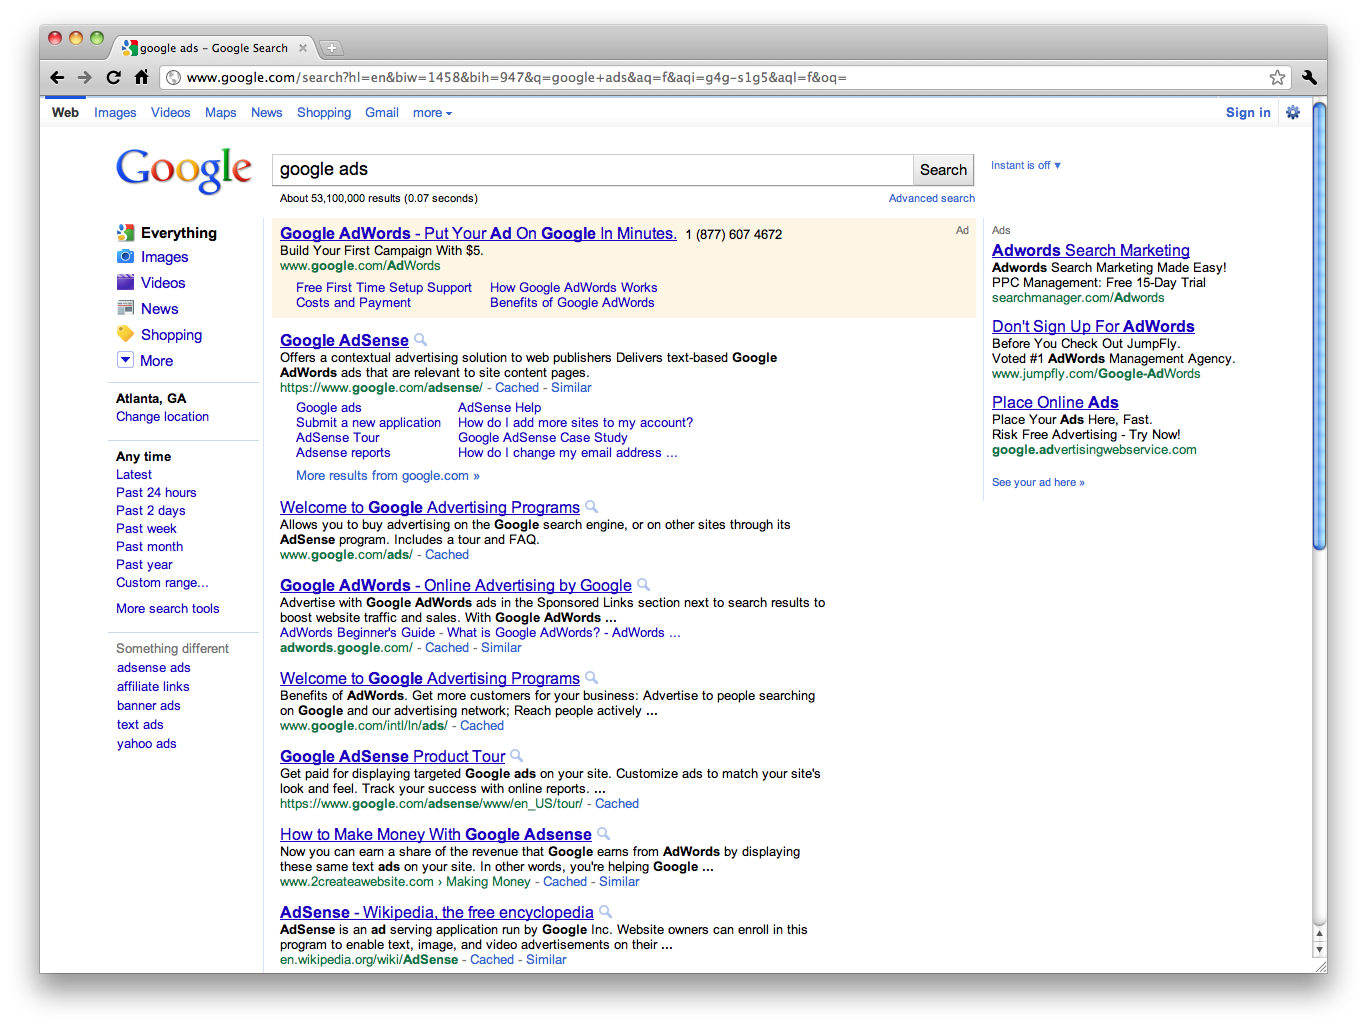 google ads - Google Search
www.google.com/search?hl=en&biw=1458&bih=947&q=google+ads&aq=f&aqi=g4g-s1g5&aql=f&oq=
Web Images Videos Maps News Shopping Gmail more
Sign in
Google
google ads
Search
Instant is off
About 53,100,000 results (0.07 seconds)
Advanced search
Everything
Images
Videos
News
Shopping
More
Atlanta, GA
Change location
Any time
Latest
Past 24 hours
Past 2 days
Past week
Past month
Past year
Custom range...
More search tools
Something different
adsense ads
affiliate links
banner ads
text ads
yahoo ads
Google AdWords - Put Your Ad On Google In Minutes. 1 (877) 607 4672
Ad
Build Your First Campaign With $5.
www.google.com/AdWords
Free First Time Setup Support How Google AdWords Works
Costs and Payment Benefits of Google AdWords
Google AdSense
Offers a contextual advertising solution to web publishers Delivers text-based Google
AdWords ads that are relevant to site content pages.
https://www.google.com/adsense/ - Cached - Similar
Google ads AdSense Help
Submit a new application How do I add more sites to my account?
AdSense Tour Google AdSense Case Study
Adsense reports How do I change my email address ...
More results from google.com »
Welcome to Google Advertising Programs
Allows you to buy advertising on the Google search engine, or on other sites through its
AdSense program. Includes a tour and FAQ.
www.google.com/ads/ - Cached
Google AdWords - Online Advertising by Google
Advertise with Google AdWords ads in the Sponsored Links section next to search results to
boost website traffic and sales. With Google AdWords ...
AdWords Beginner's Guide - What is Google AdWords? - AdWords ...
adwords.google.com/ - Cached - Similar
Welcome to Google Advertising Programs
Benefits of AdWords. Get more customers for your business: Advertise to people searching
on Google and our advertising network; Reach people actively ...
www.google.com/intl/ln/ads/ - Cached
Google AdSense Product Tour
Get paid for displaying targeted Google ads on your site. Customize ads to match your site's
look and feel. Track your success with online reports. ...
https://www.google.com/adsense/www/en_US/tour/ - Cached
How to Make Money With Google Adsense
Now you can earn a share of the revenue that Google earns from AdWords by displaying
these same text ads on your site. In other words, you're helping Google ...
www.2createawebsite.com › Making Money - Cached - Similar
AdSense - Wikipedia, the free encyclopedia
AdSense is an ad serving application run by Google Inc. Website owners can enroll in this
program to enable text, image, and video advertisements on their ...
en.wikipedia.org/wiki/AdSense - Cached - Similar
Ads
Adwords Search Marketing
Adwords Search Marketing Made Easy!
PPC Management: Free 15-Day Trial
searchmanager.com/Adwords
Don't Sign Up For AdWords
Before You Check Out JumpFly.
Voted #1 AdWords Management Agency.
www.jumpfly.com/Google-AdWords
Place Online Ads
Place Your Ads Here, Fast.
Risk Free Advertising - Try Now!
google.advertisingwebservice.com
See your ad here »